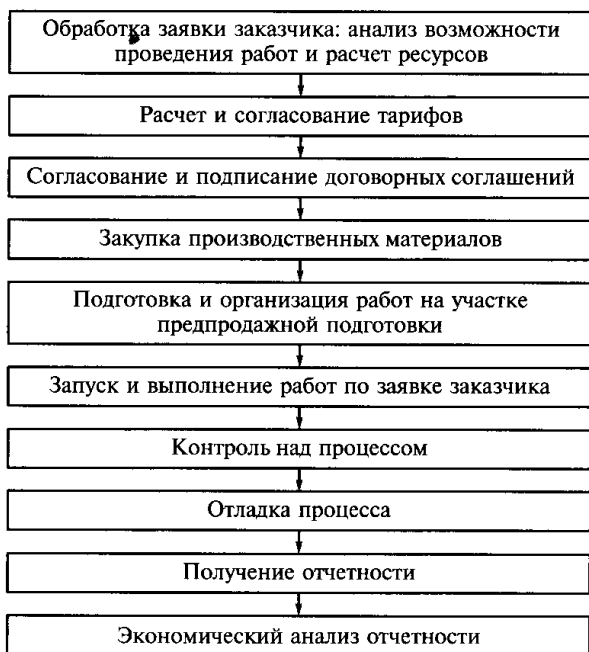 Обработка заявки заказчика: анализ возможности
проведения работ и расчет ресурсов
Расчет и согласование тарифов
Согласование и подписание договорных соглашений
Закупка производственных материалов
Подготовка и организация работ на участке
предпродажной подготовки
Запуск и выполнение работ по заявке заказчика
Контроль над процессом
Отладка процесса
Получение отчетности
Экономический анализ отчетности